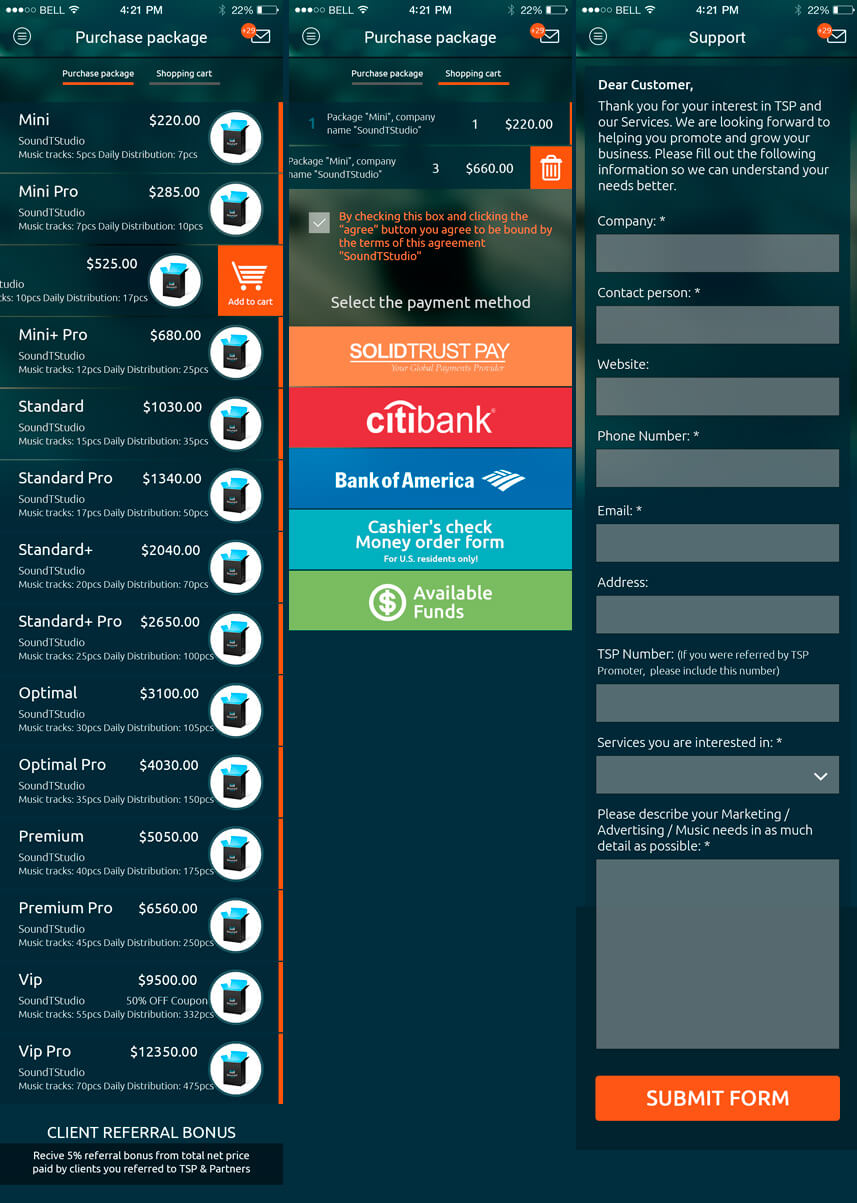 BELL 4:21 PM 22%
Purchase package
+29
Purchase package Shopping cart
Mini $220.00
SoundTStudio
Music tracks: 5pcs Daily Distribution: 7pcs
Mini Pro $285.00
SoundTStudio
Music tracks: 7pcs Daily Distribution: 10pcs
$525.00
tudio
cks: 10pcs Daily Distribution: 17pcs
Add to cart
Mini+ Pro $680.00
SoundTStudio
Music tracks: 12pcs Daily Distribution: 25pcs
Standard $1030.00
SoundTStudio
Music tracks: 15pcs Daily Distribution: 35pcs
Standard Pro $1340.00
SoundTStudio
Music tracks: 17pcs Daily Distribution: 50pcs
Standard+ $2040.00
SoundTStudio
Music tracks: 20pcs Daily Distribution: 70pcs
Standard+ Pro $2650.00
SoundTStudio
Music tracks: 25pcs Daily Distribution: 100pcs
Optimal $3100.00
SoundTStudio
Music tracks: 30pcs Daily Distribution: 105pcs
Optimal Pro $4030.00
SoundTStudio
Music tracks: 35pcs Daily Distribution: 150pcs
Premium $5050.00
SoundTStudio
Music tracks: 40pcs Daily Distribution: 175pcs
Premium Pro $6560.00
SoundTStudio
Music tracks: 45pcs Daily Distribution: 250pcs
Vip $9500.00
SoundTStudio 50% OFF Coupon
Music tracks: 55pcs Daily Distribution: 332pcs
Vip Pro $12350.00
SoundTStudio
Music tracks: 70pcs Daily Distribution: 475pcs
CLIENT REFERRAL BONUS
Recive 5% referral bonus from total net price
paid by clients you referred to TSP & Partners
BELL 4:21 PM 22%
Purchase package
+29
Purchase package Shopping cart
1 Package "Mini", company
name "SoundTStudio" 1 $220.00
Package "Mini", company
name "SoundTStudio" 3 $660.00
By checking this box and clicking the
"agree" button you agree to be bound by
the terms of this agreement
"SoundTStudio"
Select the payment method
SOLIDTRUST PAY
Your Global Payments Provider
citibank®
Bank of America
Cashier's check
Money order form
For U.S. residents only!
Available
Funds
BELL 4:21 PM 22%
Support
+29
Dear Customer,
Thank you for your interest in TSP and
our Services. We are looking forward to
helping you promote and grow your
business. Please fill out the following
information so we can understand your
needs better.
Company: *
Contact person: *
Website:
Phone Number: *
Email: *
Address:
TSP Number: (If you were referred by TSP
Promoter, please include this number)
Services you are interested in: *
Please describe your Marketing /
Advertising / Music needs in as much
detail as possible: *
SUBMIT FORM